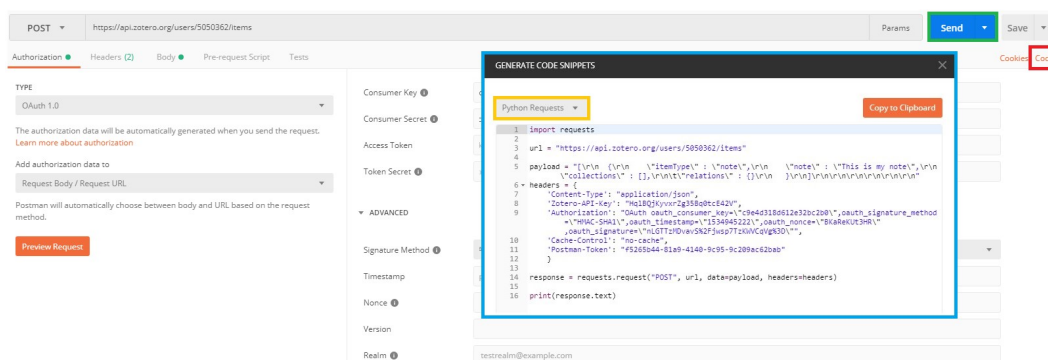 POST https://api.zotero.org/users/5050362/items Params Send Save
Authorization Headers (2) Body Pre-request Script Tests Cookies
TYPE
OAuth 1.0
The authorization data will be automatically generated when you send the request.
Learn more about authorization
Add authorization data to
Request Body / Request URL
Postman will automatically choose between body and URL based on the request
method.
Preview Request
Consumer Key
Consumer Secret
Access Token
Token Secret
ADVANCED
Signature Method
Timestamp
Nonce
Version
Realm testrealm@example.com
GENERATE CODE SNIPPETS
Python Requests Copy to Clipboard
1 import requests
2
3 url = "https://api.zotero.org/users/5050362/items"
4
5 payload = "[\r\n {\r\n \"itemType\" : \"note\",\r\n \"note\" : \"This is my note\",\r\n
\"collections\" : [],\r\n\t\"relations\" : {}\r\n }\r\n]\r\n\r\n\r\n\r\n\r\n\r\n"
6 headers = {
7 'Content-Type': "application/json",
8 'Zotero-API-Key':
9 'Authorization': "OAuth oauth_consumer_key=\"c9e4d318d612e32bc2b0\",oauth_signature_method
=\"HMAC-SHA1\",oauth_timestamp=\"1534945222\",oauth_nonce=\"BKaReKUt3HR\"
,oauth_signature=
10 'Cache-Control': "no-cache",
11 'Postman-Token': "f5265b44-81a9-4140-9c95-9c209ac62bab"
12 }
13
14 response = requests.request("POST", url, data=payload, headers=headers)
15
16 print(response.text)